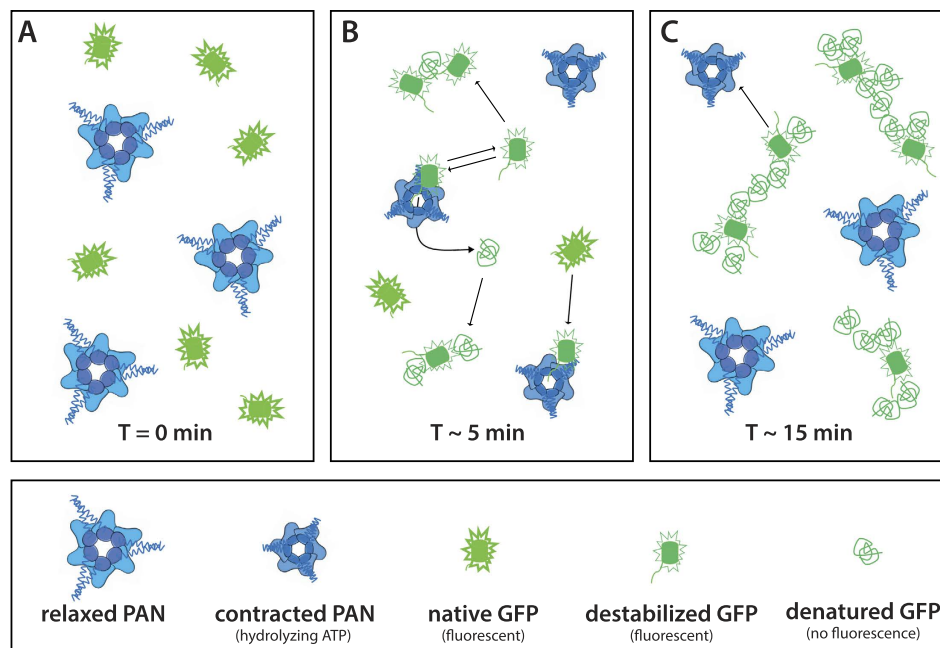 A
B
C
T = 0 min
T ~ 5 min
T ~ 15 min
relaxed PAN
contracted PAN
(hydrolyzing ATP)
native GFP
(fluorescent)
destabilized GFP
(fluorescent)
denatured GFP
(no fluorescence)